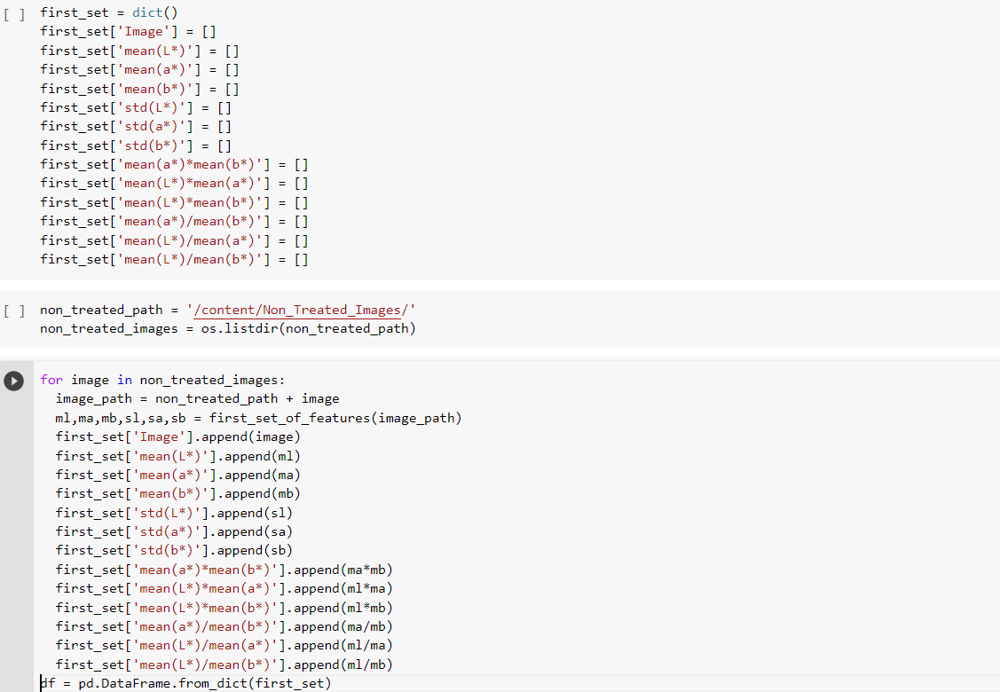 [ ] first_set = dict()
first_set['Image'] = []
first_set['mean(L*)'] = []
first_set['mean(a*)'] = []
first_set['mean(b*)'] = []
first_set['std(L*)'] = []
first_set['std(a*)'] = []
first_set['std(b*)'] = []
first_set['mean(a*)*mean(b*)'] = []
first_set['mean(L*)*mean(a*)'] = []
first_set['mean(L*)*mean(b*)'] = []
first_set['mean(a*)/mean(b*)'] = []
first_set['mean(L*)/mean(a*)'] = []
first_set['mean(L*)/mean(b*)'] = []
[ ] non_treated_path = '/content/Non_Treated_Images/'
non_treated_images = os.listdir(non_treated_path)
for image in non_treated_images:
  image_path = non_treated_path + image
  ml,ma,mb,sl,sa,sb = first_set_of_features(image_path)
  first_set['Image'].append(image)
  first_set['mean(L*)'].append(ml)
  first_set['mean(a*)'].append(ma)
  first_set['mean(b*)'].append(mb)
  first_set['std(L*)'].append(sl)
  first_set['std(a*)'].append(sa)
  first_set['std(b*)'].append(sb)
  first_set['mean(a*)*mean(b*)'].append(ma*mb)
  first_set['mean(L*)*mean(a*)'].append(ml*ma)
  first_set['mean(L*)*mean(b*)'].append(ml*mb)
  first_set['mean(a*)/mean(b*)'].append(ma/mb)
  first_set['mean(L*)/mean(a*)'].append(ml/ma)
  first_set['mean(L*)/mean(b*)'].append(ml/mb)
df = pd.DataFrame.from_dict(first_set)